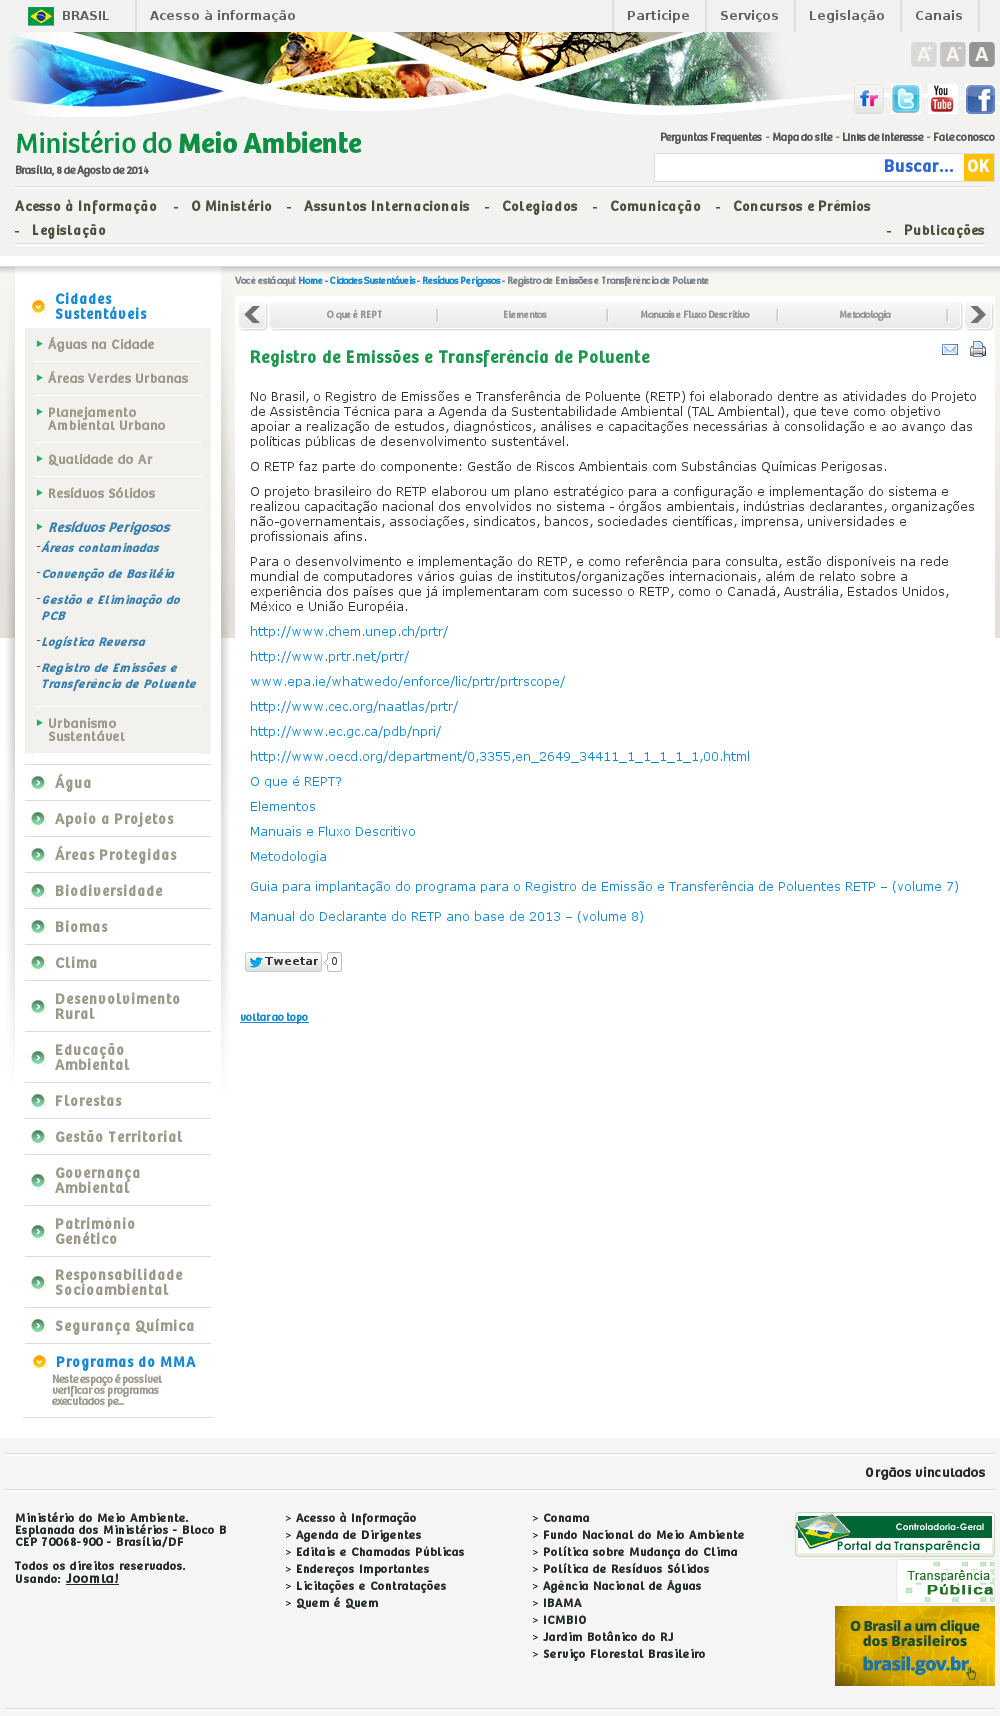 BRASIL
Acesso à informação
Participe
Serviços
Legislação
Canais
A+ A- A
fr
You Tube
f
Ministério do Meio Ambiente
Brasília, 8 de Agosto de 2014
Perguntas Frequentes - Mapa do site - Links de Interesse - Fale conosco
Buscar... OK
Acesso à Informação - O Ministério - Assuntos Internacionais - Colegiados - Comunicação - Concursos e Prêmios
- Legislação - Publicações
Você está aqui: Home - Cidades Sustentáveis - Resíduos Perigosos - Registro de Emissões e Transferência de Poluente
Cidades
Sustentáveis
Águas na Cidade
Áreas Verdes Urbanas
Planejamento
Ambiental Urbano
Qualidade do Ar
Resíduos Sólidos
Resíduos Perigosos
-Áreas contaminadas
-Convenção de Basiléia
-Gestão e Eliminação do
PCB
-Logística Reversa
-Registro de Emissões e
Transferência de Poluente
Urbanismo
Sustentável
Água
Apoio a Projetos
Áreas Protegidas
Biodiversidade
Biomas
Clima
Desenvolvimento
Rural
Educação
Ambiental
Florestas
Gestão Territorial
Governança
Ambiental
Patrimônio
Genético
Responsabilidade
Socioambiental
Segurança Química
Programas do MMA
Neste espaço é possível
verificar os programas
executados pe...
O que é REPT
Elementos
Manuais e Fluxo Descritivo
Metodologia
Registro de Emissões e Transferência de Poluente
No Brasil, o Registro de Emissões e Transferência de Poluente (RETP) foi elaborado dentre as atividades do Projeto
de Assistência Técnica para a Agenda da Sustentabilidade Ambiental (TAL Ambiental), que teve como objetivo
apoiar a realização de estudos, diagnósticos, análises e capacitações necessárias à consolidação e ao avanço das
políticas públicas de desenvolvimento sustentável.
O RETP faz parte do componente: Gestão de Riscos Ambientais com Substâncias Químicas Perigosas.
O projeto brasileiro do RETP elaborou um plano estratégico para a configuração e implementação do sistema e
realizou capacitação nacional dos envolvidos no sistema - órgãos ambientais, indústrias declarantes, organizações
não-governamentais, associações, sindicatos, bancos, sociedades científicas, imprensa, universidades e
profissionais afins.
Para o desenvolvimento e implementação do RETP, e como referência para consulta, estão disponíveis na rede
mundial de computadores vários guias de institutos/organizações internacionais, além de relato sobre a
experiência dos países que já implementaram com sucesso o RETP, como o Canadá, Austrália, Estados Unidos,
México e União Européia.
http://www.chem.unep.ch/prtr/
http://www.prtr.net/prtr/
www.epa.ie/whatwedo/enforce/lic/prtr/prtrscope/
http://www.cec.org/naatlas/prtr/
http://www.ec.gc.ca/pdb/npri/
http://www.oecd.org/department/0,3355,en_2649_34411_1_1_1_1_1,00.html
O que é REPT?
Elementos
Manuais e Fluxo Descritivo
Metodologia
Guia para implantação do programa para o Registro de Emissão e Transferência de Poluentes RETP – (volume 7)
Manual do Declarante do RETP ano base de 2013 – (volume 8)
Tweetar 0
voltar ao topo
Orgãos vinculados
Ministério do Meio Ambiente.
Esplanada dos Ministérios - Bloco B
CEP 70068-900 - Brasília/DF
Todos os direitos reservados.
Usando: Joomla!
> Acesso à Informação
> Agenda de Dirigentes
> Editais e Chamadas Públicas
> Endereços Importantes
> Licitações e Contratações
> Quem é Quem
> Conama
> Fundo Nacional do Meio Ambiente
> Política sobre Mudança do Clima
> Política de Resíduos Sólidos
> Agência Nacional de Águas
> IBAMA
> ICMBIO
> Jardim Botânico do RJ
> Serviço Florestal Brasileiro
Controladoria-Geral
Portal da Transparência
Transparência
Pública
O Brasil a um clique
dos Brasileiros
brasil.gov.br